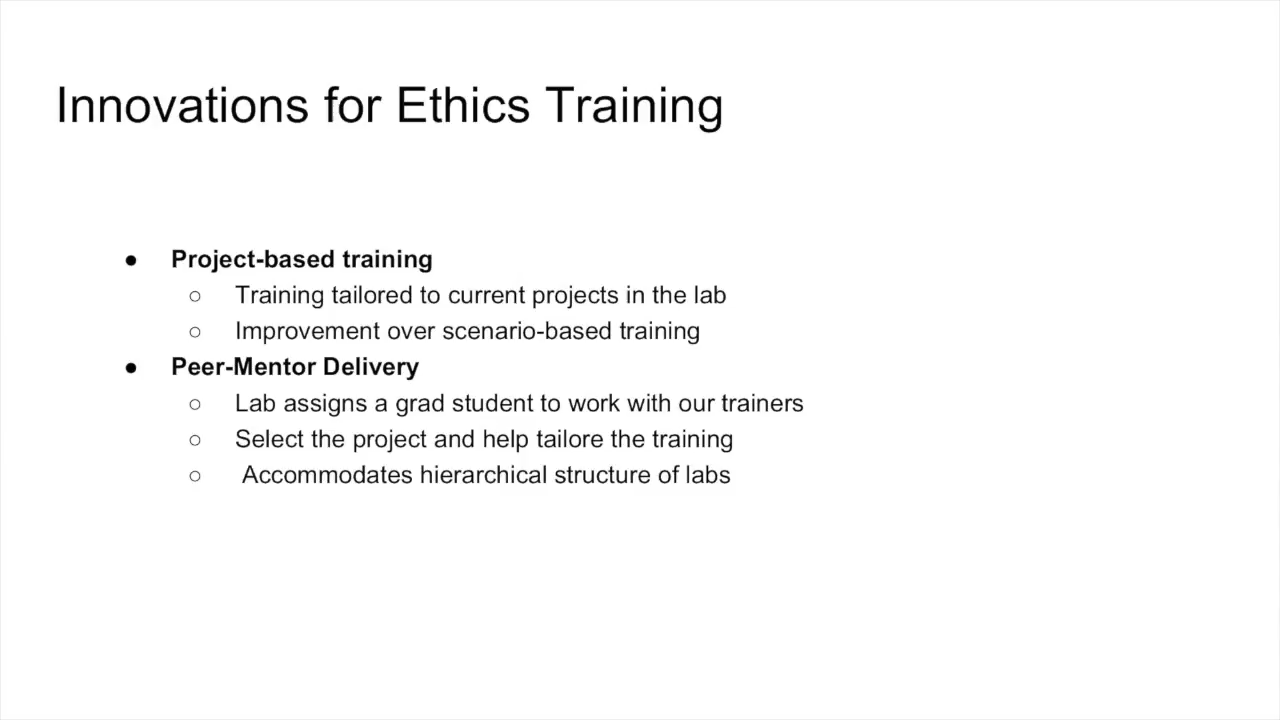 Innovations for Ethics Training
● Project-based training
○ Training tailored to current projects in the lab
○ Improvement over scenario-based training
● Peer-Mentor Delivery
○ Lab assigns a grad student to work with our trainers
○ Select the project and help tailore the training
○ Accommodates hierarchical structure of labs